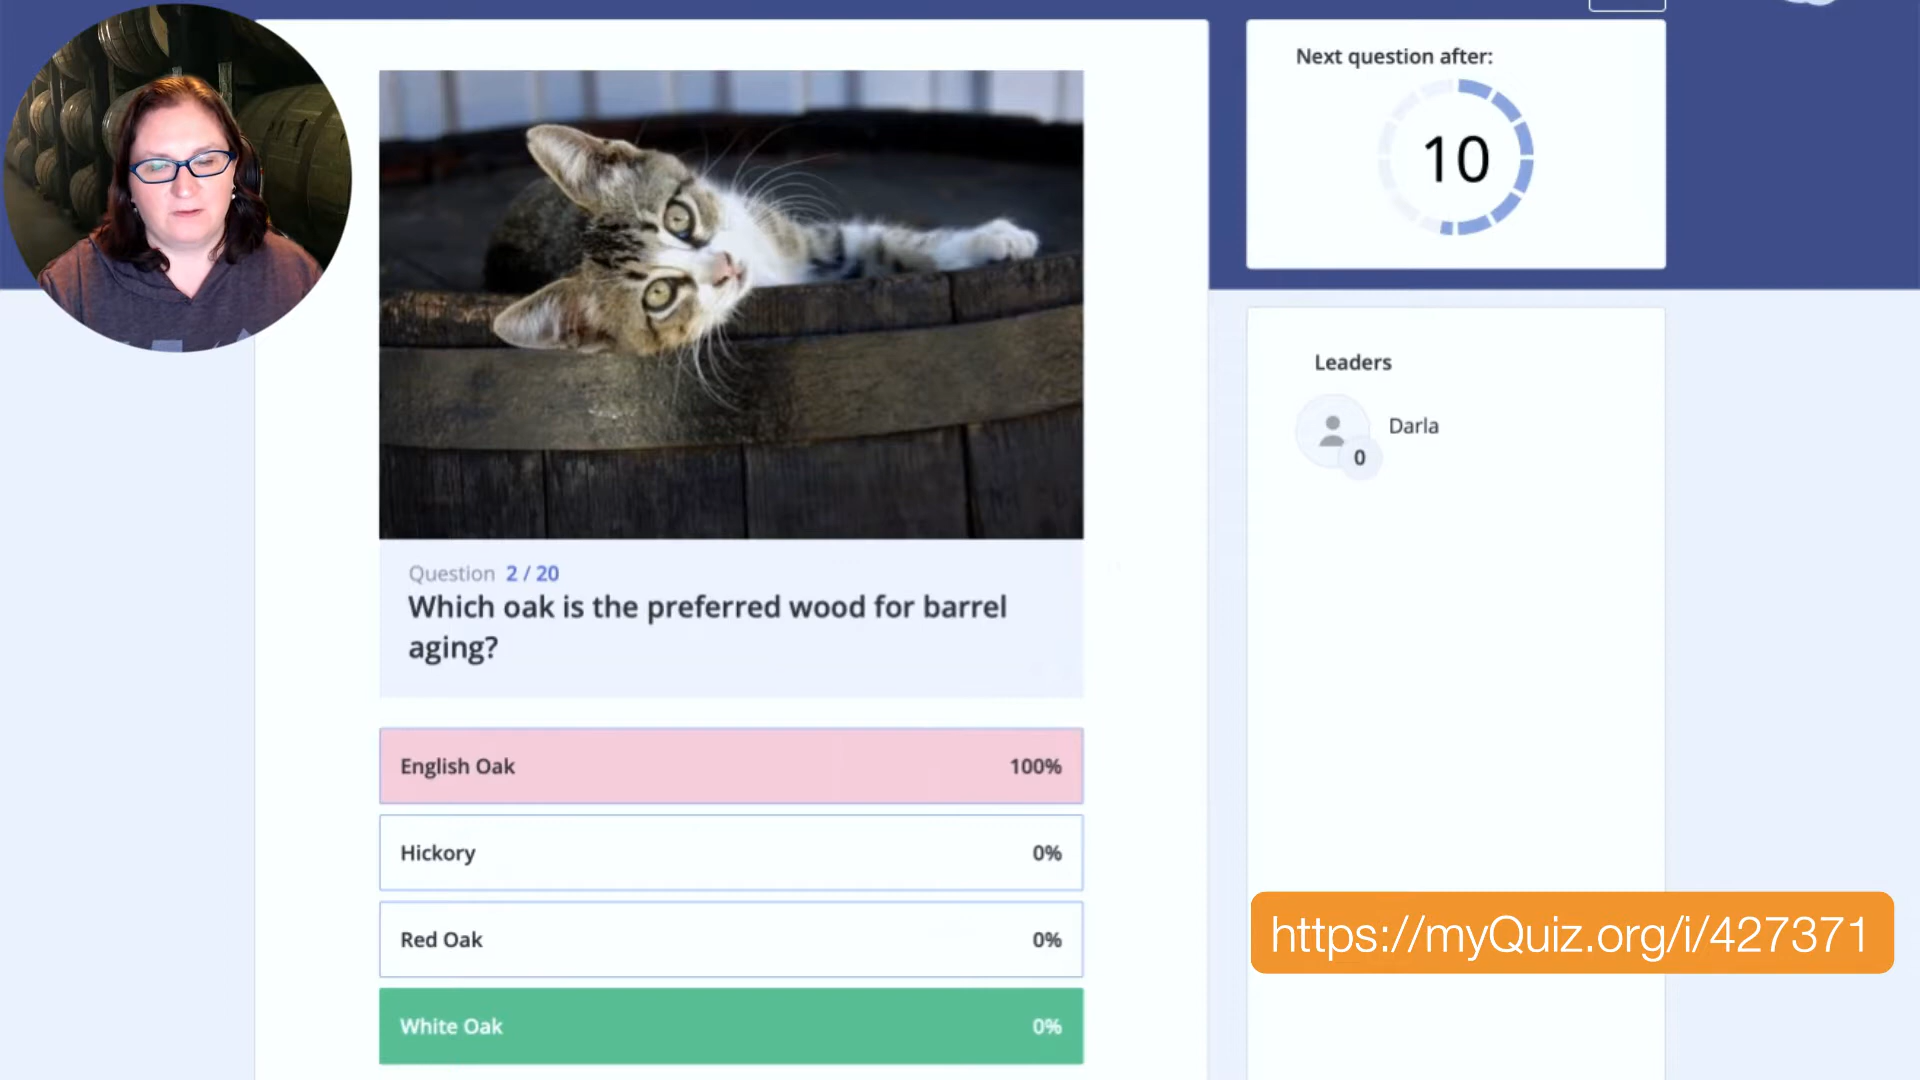 Next question after:
10
Leaders
Darla
0
Question 2 / 20
Which oak is the preferred wood for barrel
aging?
English Oak 100%
Hickory 0%
Red Oak 0%
White Oak 0%
https://myQuiz.org/i/427371